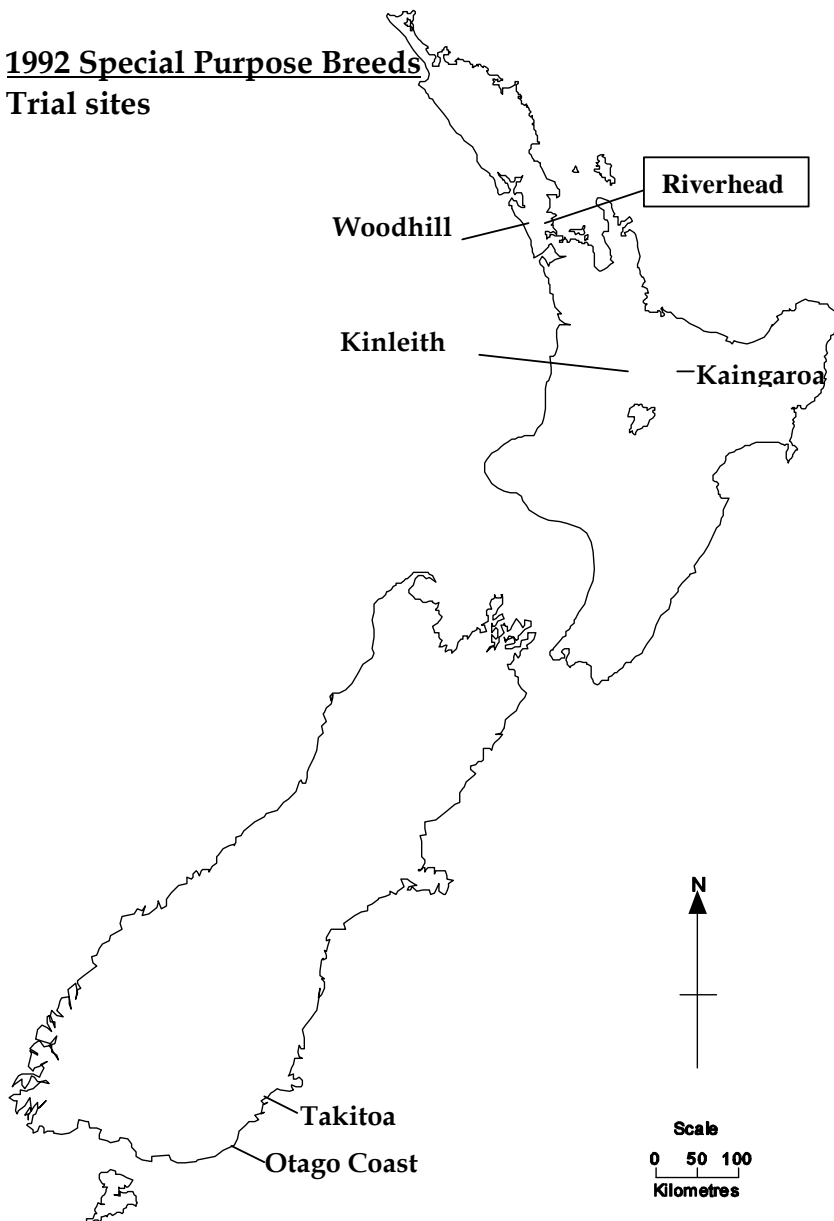 1992 Special Purpose Breeds
Trial sites
Riverhead
Woodhill
Kinleith
Kaingaroa
N
Takitoa
Otago Coast
Scale
0 50 100
Kilometres